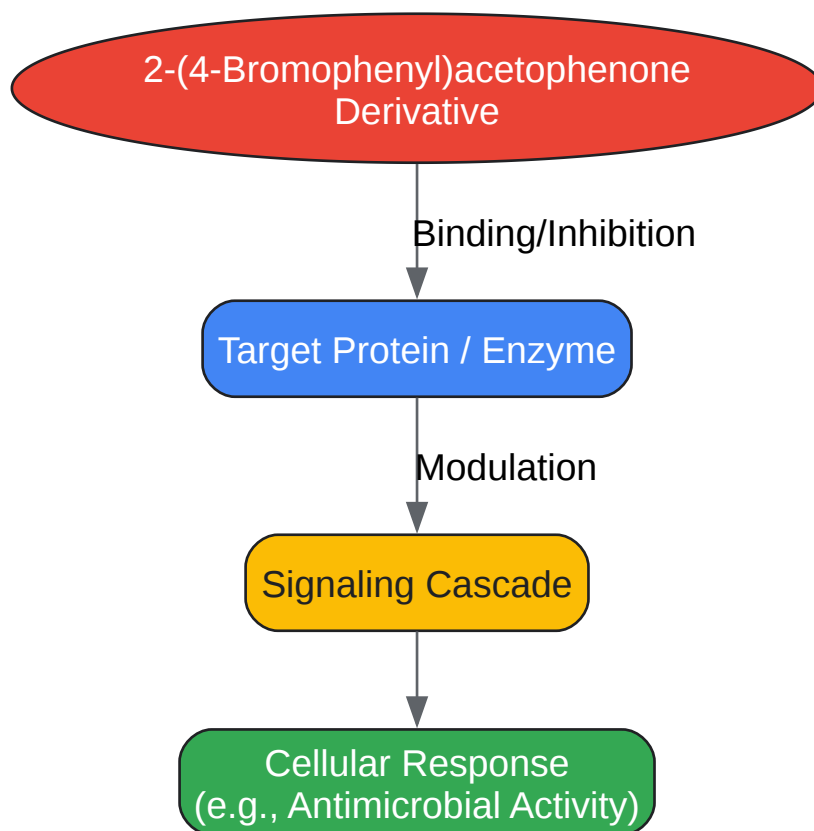 2-(4-Bromophenyl)acetophenone
Derivative
Binding/Inhibition
Target Protein / Enzyme
Modulation
Signaling Cascade
Cellular Response
(e.g., Antimicrobial Activity)